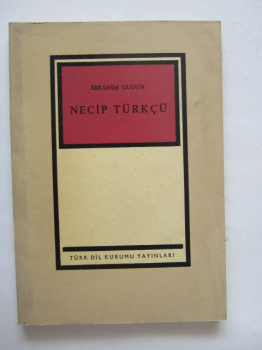 İBRAHİM OLGUN
NECİP TÜRKÇÜ
TÜRK DİL KURUMU YAYINLARI